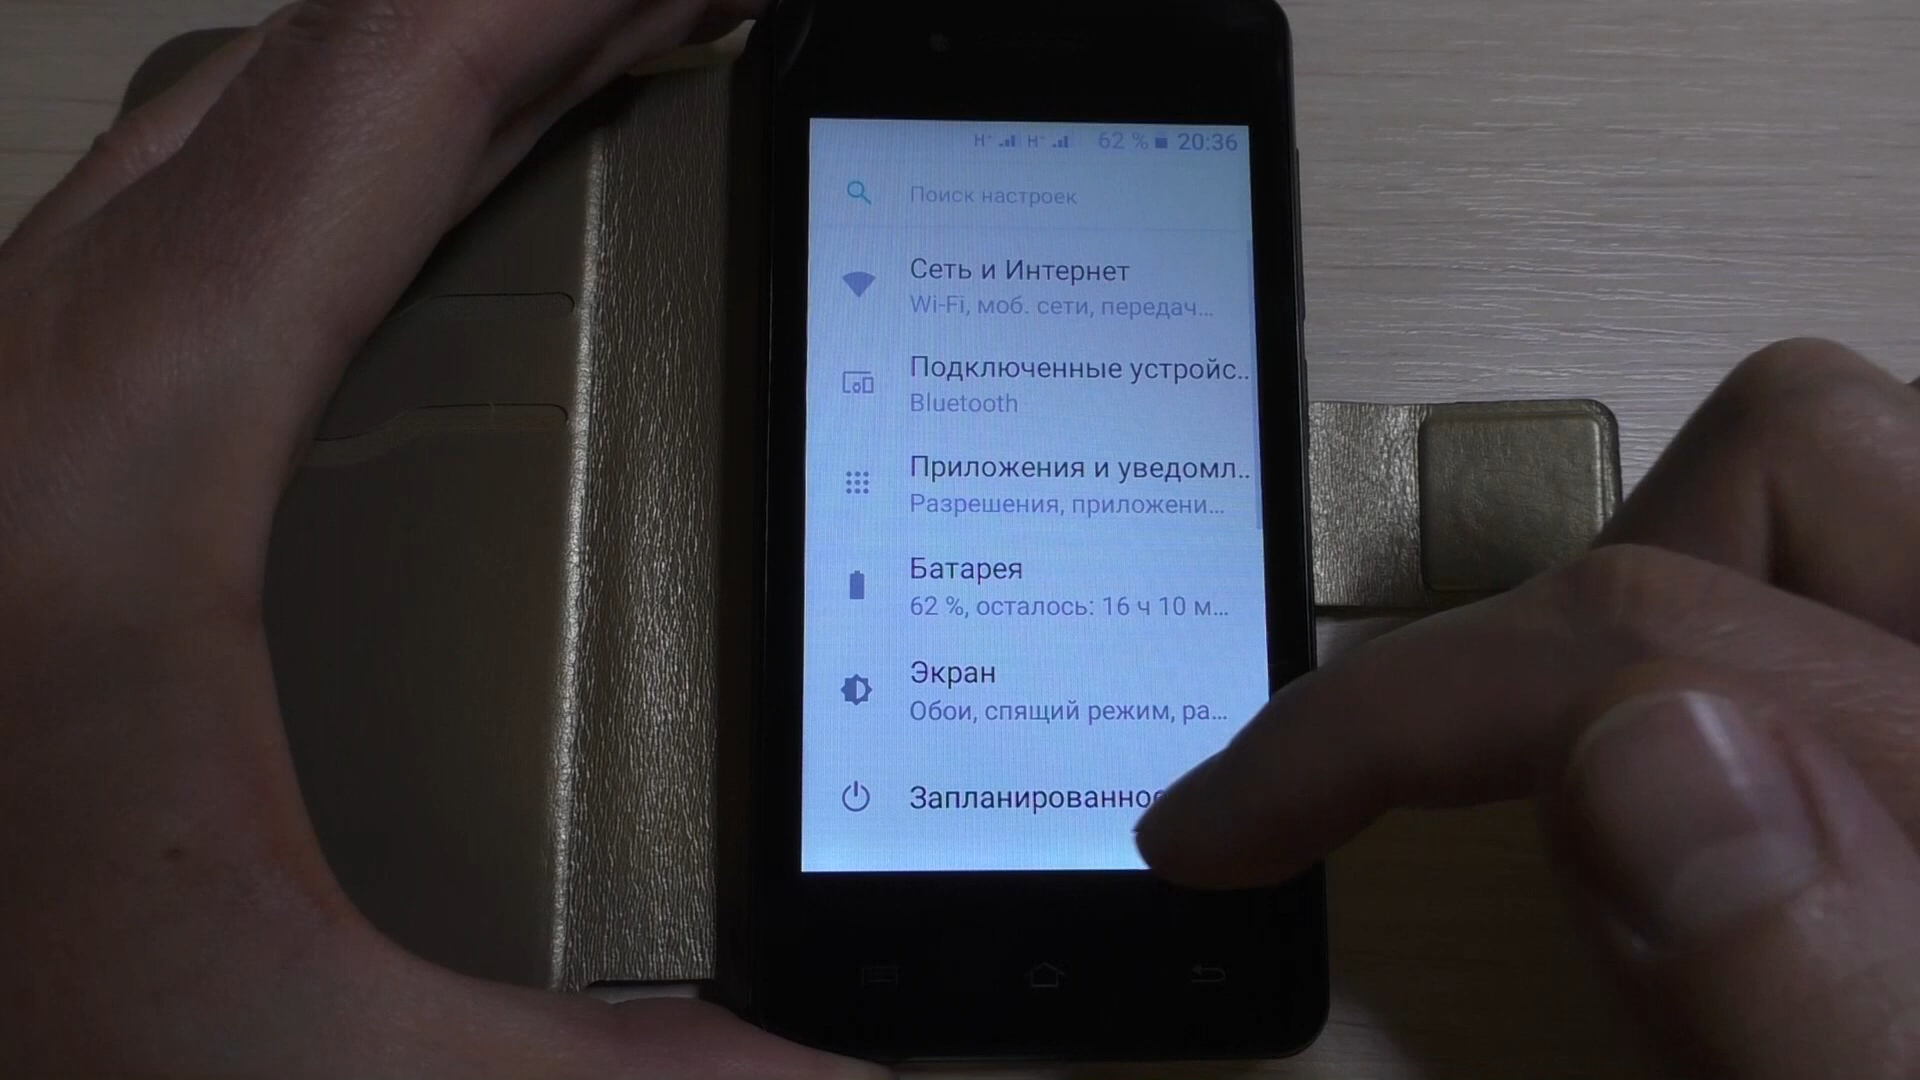 H+ H+ 62 % 20:36
Поиск настроек
Сеть и Интернет
Wi-Fi, моб. сети, передач...
Подключенные устройс..
Bluetooth
Приложения и уведомл..
Разрешения, приложени...
Батарея
62 %, осталось: 16 ч 10 м...
Экран
Обои, спящий режим, ра...
Запланированное